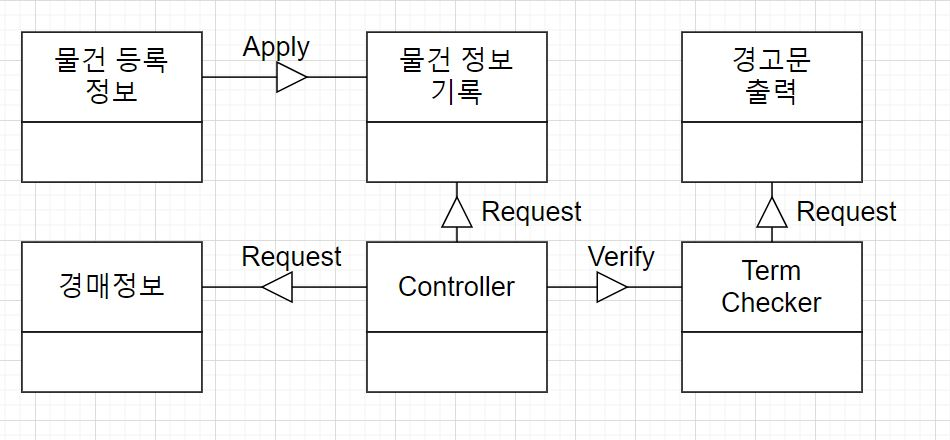 물건 등록
정보
Apply
물건 정보
기록
경고문
출력
Request
Request
경매정보
Request
Controller
Verify
Term
Checker